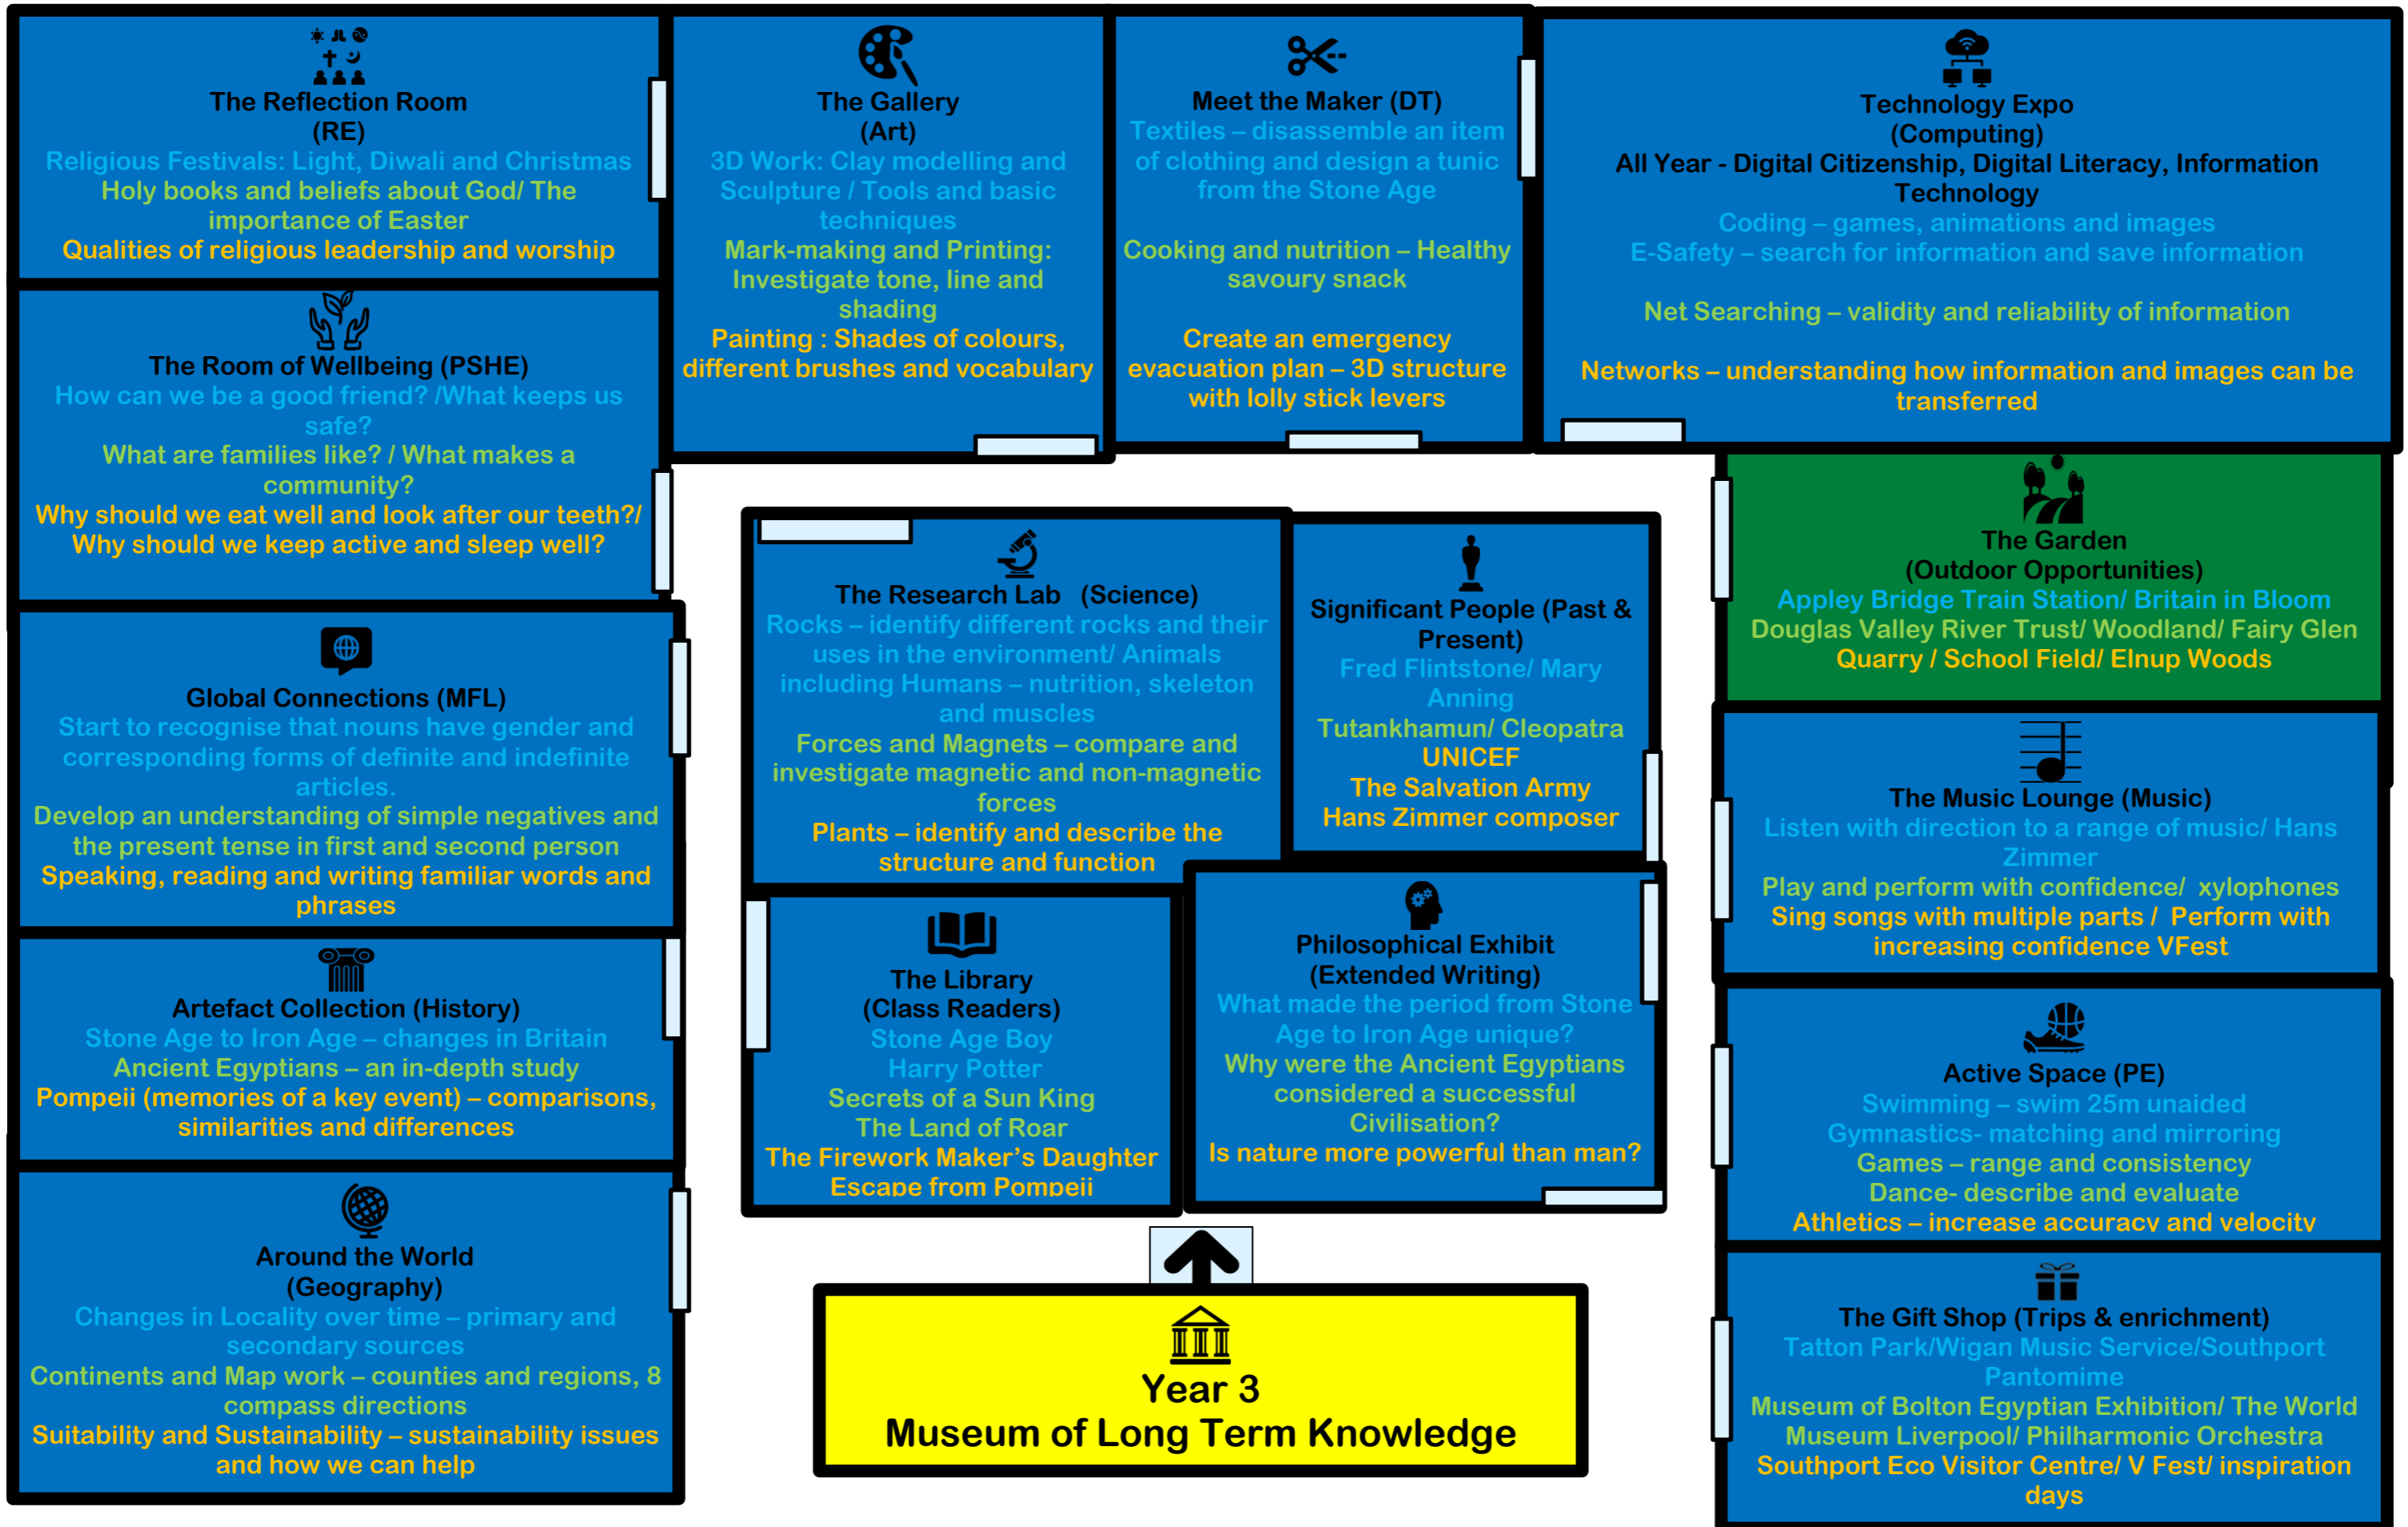 The Reflection Room
(RE)
Religious Festivals: Light, Diwali and Christmas
Holy books and beliefs about God/ The
importance of Easter
Qualities of religious leadership and worship
The Gallery
(Art)
3D Work: Clay modelling and
Sculpture / Tools and basic
techniques
Mark-making and Printing:
Investigate tone, line and
shading
Painting : Shades of colours,
different brushes and vocabulary
Meet the Maker (DT)
Textiles – disassemble an item
of clothing and design a tunic
from the Stone Age
Cooking and nutrition – Healthy
savoury snack
Create an emergency
evacuation plan – 3D structure
with lolly stick levers
Technology Expo
(Computing)
All Year - Digital Citizenship, Digital Literacy, Information
Technology
Coding – games, animations and images
E-Safety – search for information and save information
Net Searching – validity and reliability of information
Networks – understanding how information and images can be
transferred
The Room of Wellbeing (PSHE)
How can we be a good friend? /What keeps us
safe?
What are families like? / What makes a
community?
Why should we eat well and look after our teeth?/
Why should we keep active and sleep well?
The Research Lab (Science)
Rocks – identify different rocks and their
uses in the environment/ Animals
including Humans – nutrition, skeleton
and muscles
Forces and Magnets – compare and
investigate magnetic and non-magnetic
forces
Plants – identify and describe the
structure and function
Significant People (Past &
Present)
Fred Flintstone/ Mary
Anning
Tutankhamun/ Cleopatra
UNICEF
The Salvation Army
Hans Zimmer composer
The Garden
(Outdoor Opportunities)
Appley Bridge Train Station/ Britain in Bloom
Douglas Valley River Trust/ Woodland/ Fairy Glen
Quarry / School Field/ Elnup Woods
Global Connections (MFL)
Start to recognise that nouns have gender and
corresponding forms of definite and indefinite
articles.
Develop an understanding of simple negatives and
the present tense in first and second person
Speaking, reading and writing familiar words and
phrases
The Music Lounge (Music)
Listen with direction to a range of music/ Hans
Zimmer
Play and perform with confidence/ xylophones
Sing songs with multiple parts / Perform with
increasing confidence VFest
Artefact Collection (History)
Stone Age to Iron Age – changes in Britain
Ancient Egyptians – an in-depth study
Pompeii (memories of a key event) – comparisons,
similarities and differences
The Library
(Class Readers)
Stone Age Boy
Harry Potter
Secrets of a Sun King
The Land of Roar
The Firework Maker's Daughter
Escape from Pompeii
Philosophical Exhibit
(Extended Writing)
What made the period from Stone
Age to Iron Age unique?
Why were the Ancient Egyptians
considered a successful
Civilisation?
Is nature more powerful than man?
Active Space (PE)
Swimming – swim 25m unaided
Gymnastics- matching and mirroring
Games – range and consistency
Dance- describe and evaluate
Athletics – increase accuracy and velocity
Around the World
(Geography)
Changes in Locality over time – primary and
secondary sources
Continents and Map work – counties and regions, 8
compass directions
Suitability and Sustainability – sustainability issues
and how we can help
Year 3
Museum of Long Term Knowledge
The Gift Shop (Trips & enrichment)
Tatton Park/Wigan Music Service/Southport
Pantomime
Museum of Bolton Egyptian Exhibition/ The World
Museum Liverpool/ Philharmonic Orchestra
Southport Eco Visitor Centre/ V Fest/ inspiration
days